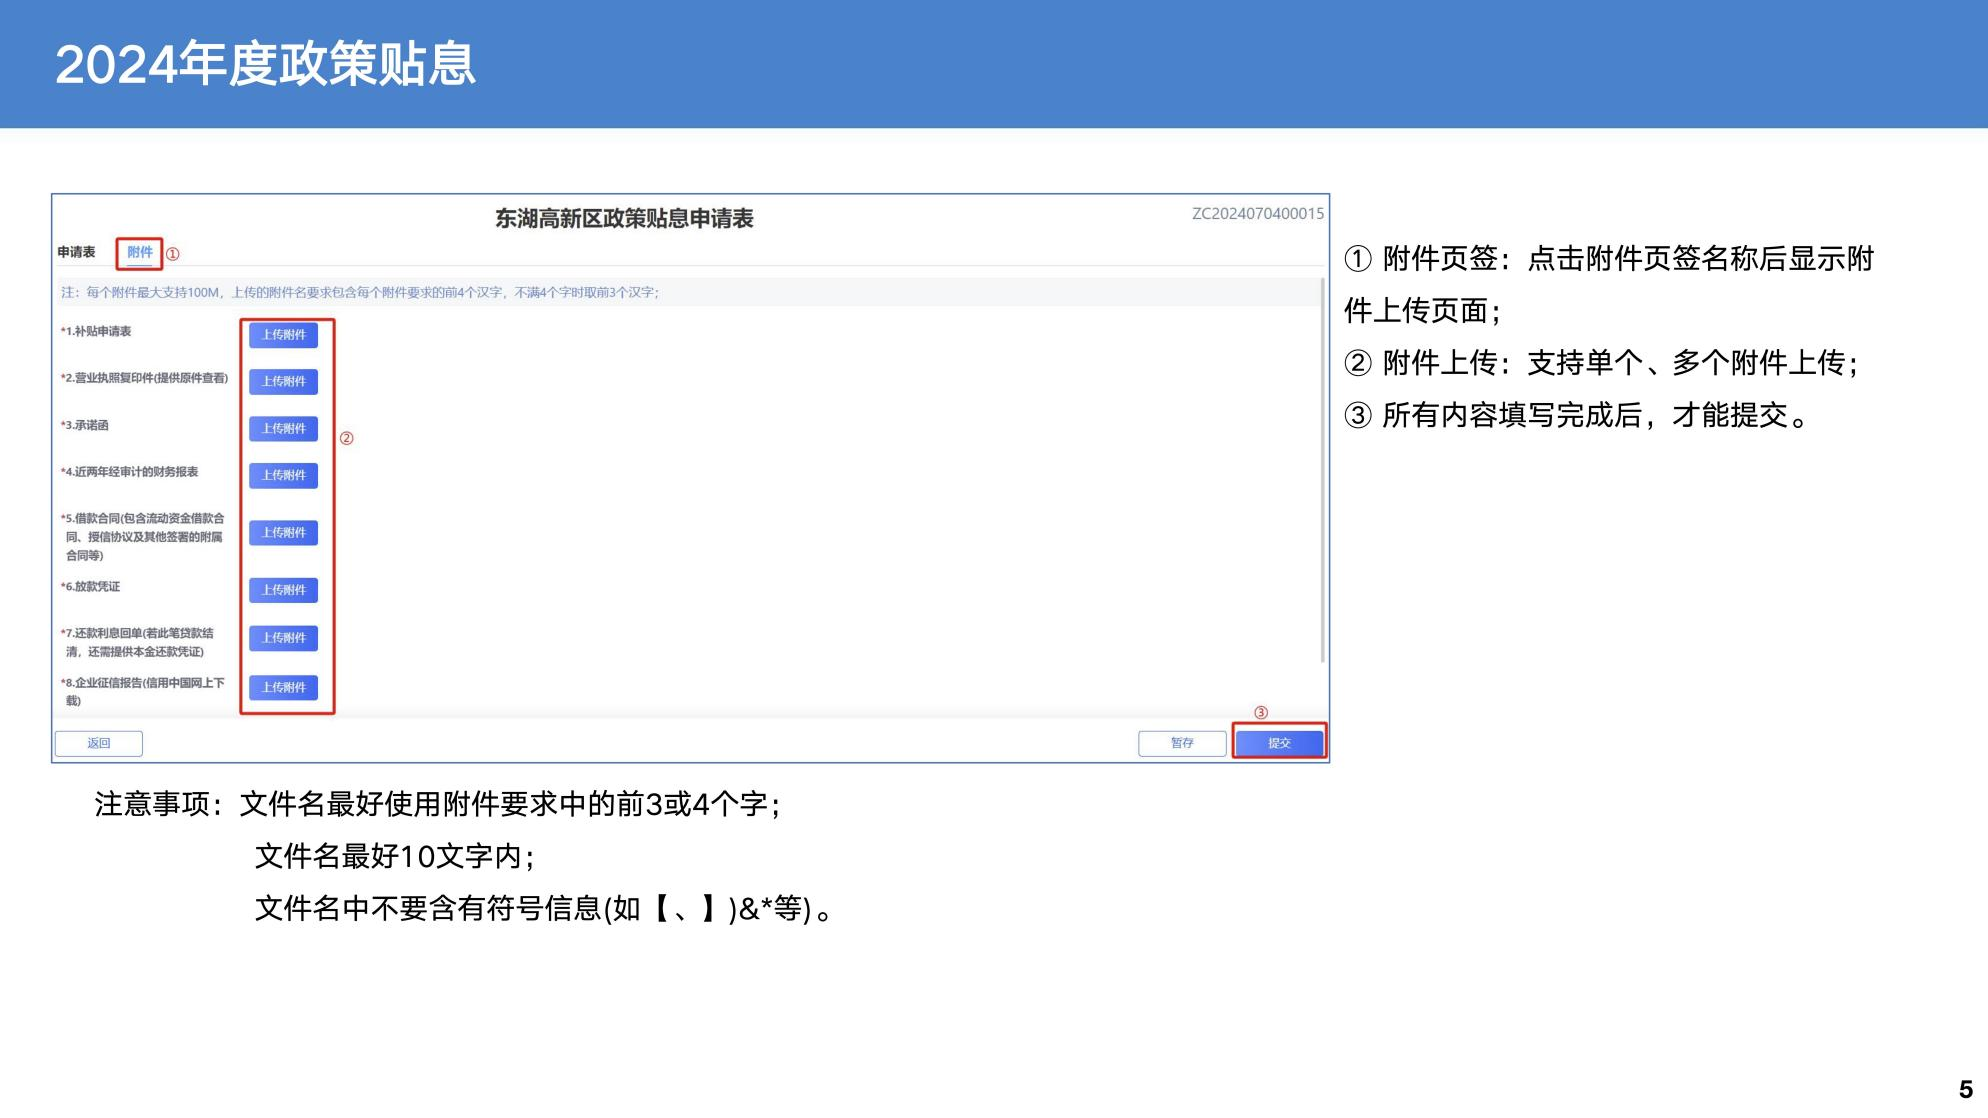 2024年度政策贴息
东湖高新区政策贴息申请表
ZC2024070400015
申请表 附件 ①
注：每个附件最大支持100M，上传的附件名要求包含每个附件要求的前4个汉字，不满4个字时取前3个汉字；
*1.补贴申请表 上传附件
*2.营业执照复印件(提供原件查看) 上传附件
*3.承诺函 上传附件
②
*4.近两年经审计的财务报表 上传附件
*5.借款合同(包含流动资金借款合
同、授信协议及其他签署的附属
合同等)
上传附件
*6.放款凭证 上传附件
*7.还款利息回单(若此笔贷款结
清，还需提供本金还款凭证)
上传附件
*8.企业征信报告(信用中国网上下
载)
上传附件
③
返回 暂存 提交
① 附件页签：点击附件页签名称后显示附
件上传页面；
② 附件上传：支持单个、多个附件上传；
③ 所有内容填写完成后，才能提交。
注意事项：文件名最好使用附件要求中的前3或4个字；
文件名最好10文字内；
文件名中不要含有符号信息(如【、】)&*等)。
5